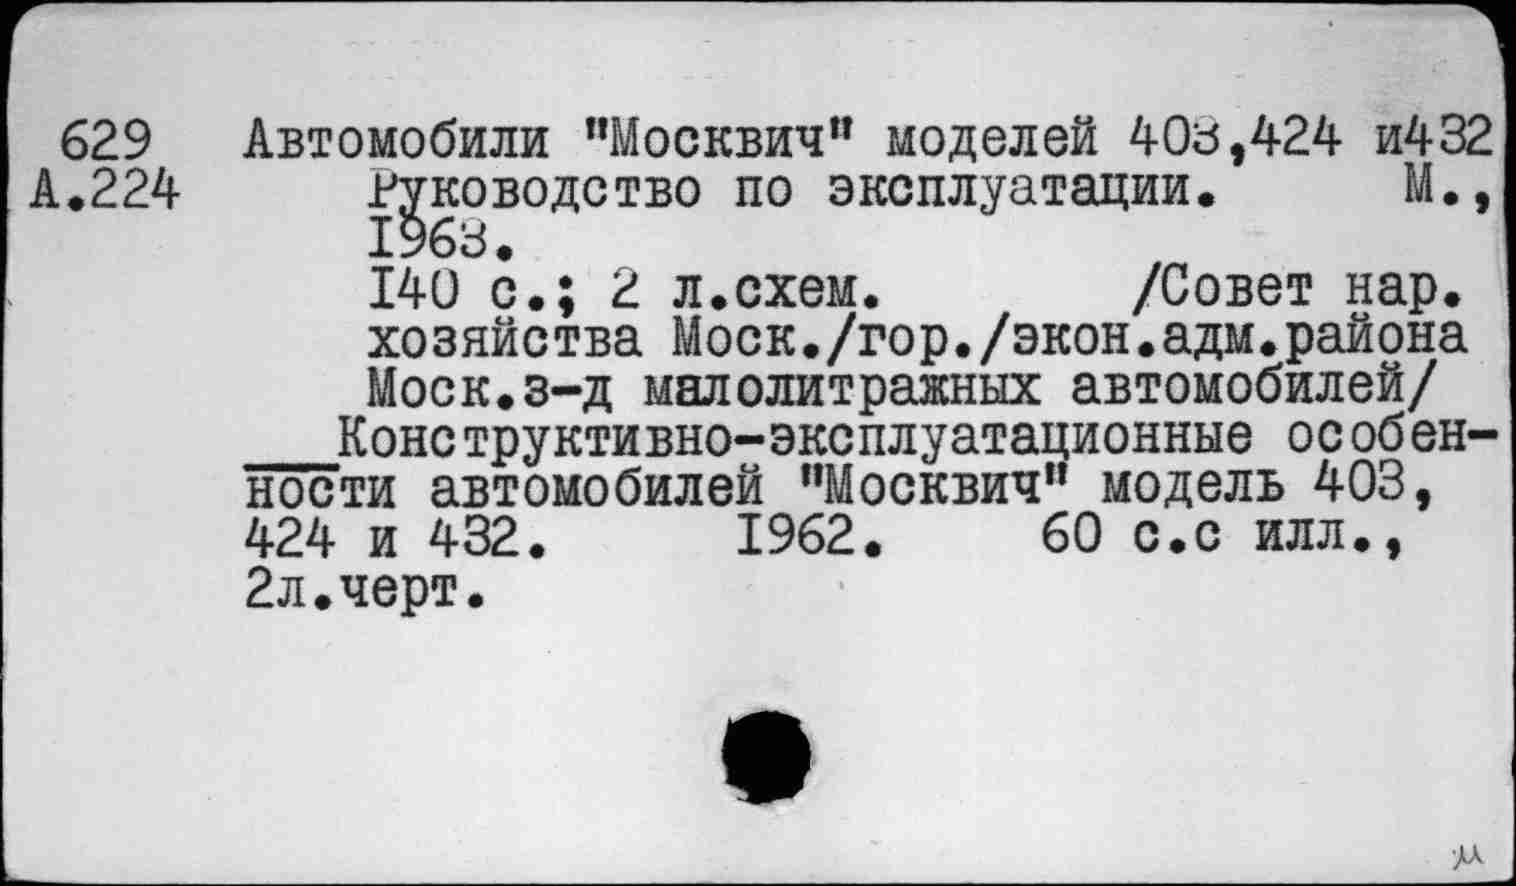 629 Автомобили "Москвич" моделей 403,424 и432
А.224 Руководство по эксплуатации. М.,
1963.
140 с.; 2 л.схем. /Совет нар.
хозяйства Моск./гор./экон.адм.района
Моск.з-д малолитражных автомобилей/
___Конструктивно-эксплуатационные особен-
ности автомобилей "Москвич" модель 403,
424 и 432. 1962. 60 с.с илл.,
2л.черт.